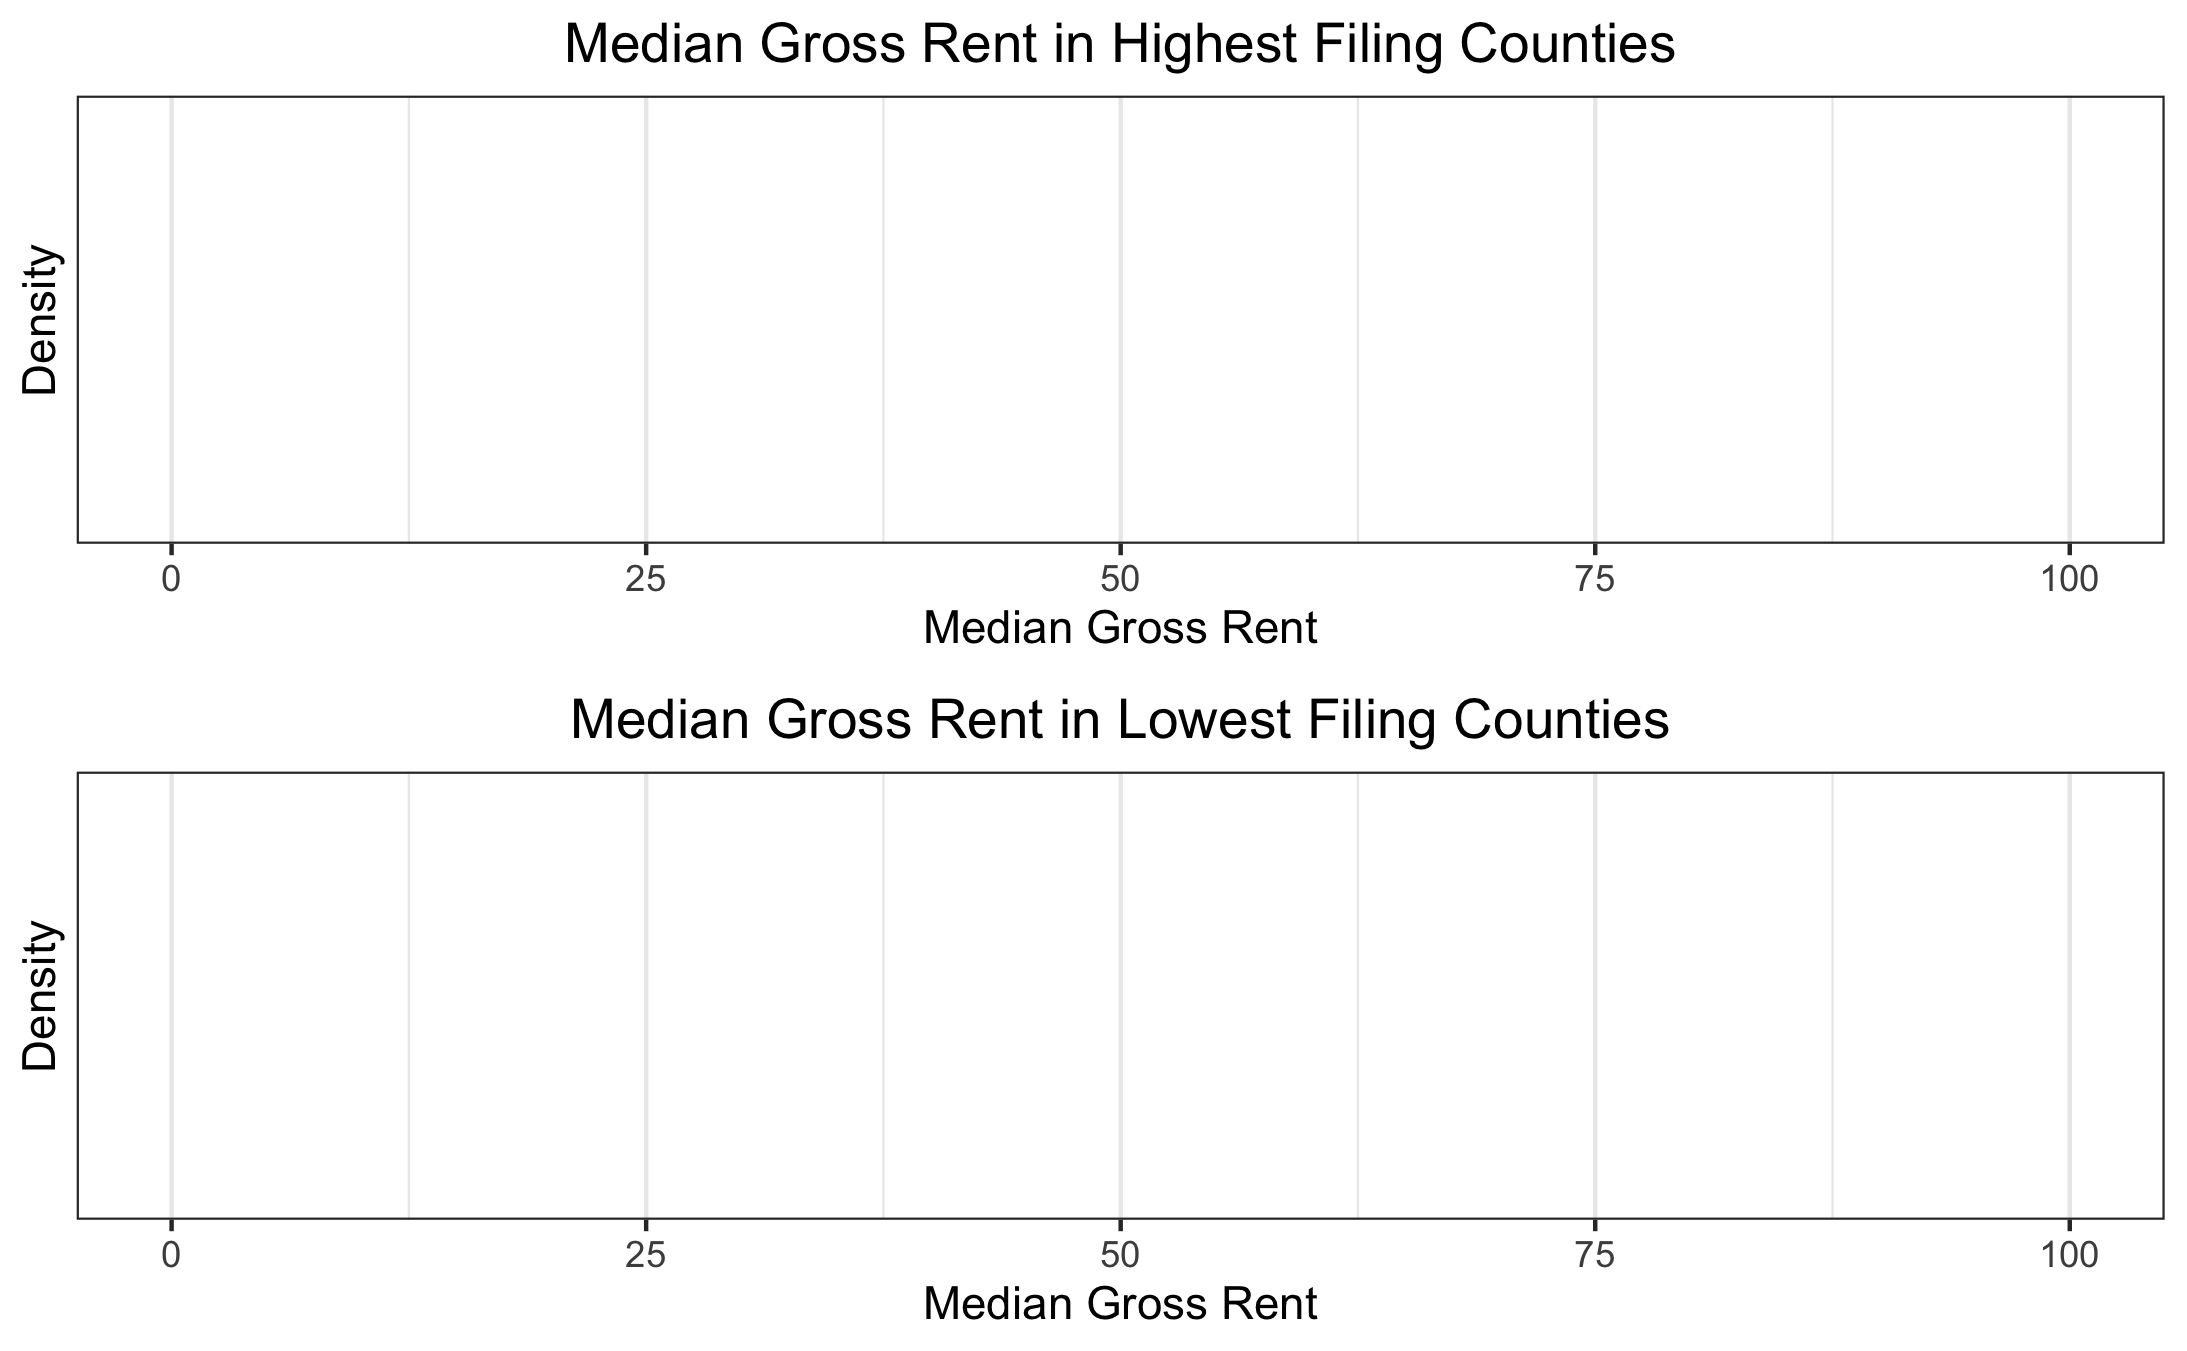 Median Gross Rent in Highest Filing Counties
Density
0 25 50 75 100
Median Gross Rent
Median Gross Rent in Lowest Filing Counties
Density
0 25 50 75 100
Median Gross Rent